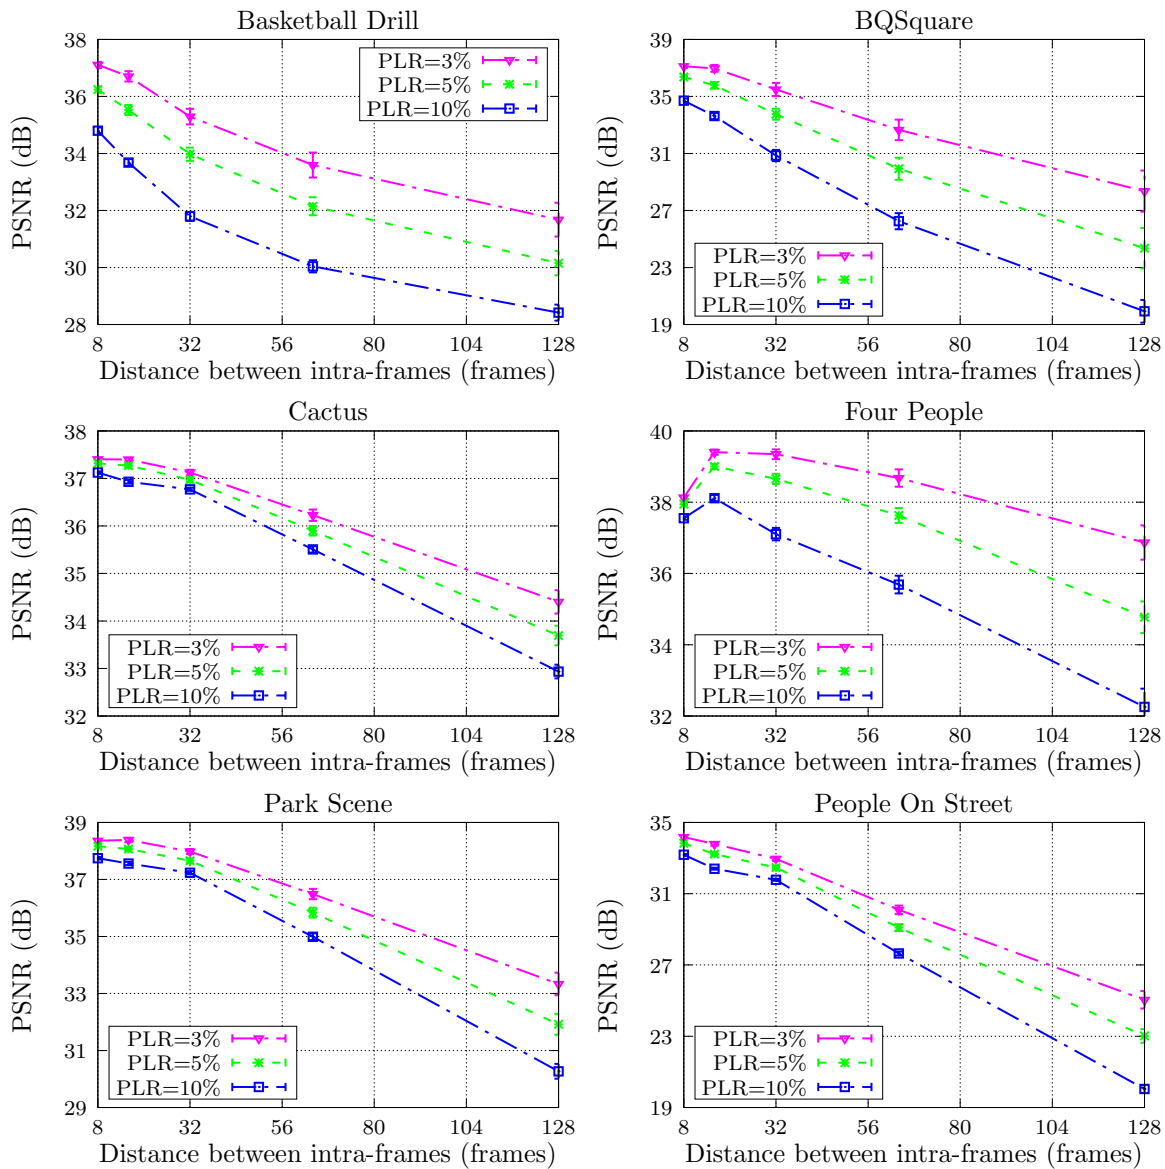 Basketball Drill
38
36
34
32
30
28
PSNR (dB)
PLR=3%
PLR=5%
PLR=10%
8 32 56 80 104 128
Distance between intra-frames (frames)
BQSquare
39
35
31
27
23
19
PSNR (dB)
PLR=3%
PLR=5%
PLR=10%
8 32 56 80 104 128
Distance between intra-frames (frames)
Cactus
38
37
36
35
34
33
32
PSNR (dB)
PLR=3%
PLR=5%
PLR=10%
8 32 56 80 104 128
Distance between intra-frames (frames)
Four People
40
38
36
34
32
PSNR (dB)
PLR=3%
PLR=5%
PLR=10%
8 32 56 80 104 128
Distance between intra-frames (frames)
Park Scene
39
37
35
33
31
29
PSNR (dB)
PLR=3%
PLR=5%
PLR=10%
8 32 56 80 104 128
Distance between intra-frames (frames)
People On Street
35
31
27
23
19
PSNR (dB)
PLR=3%
PLR=5%
PLR=10%
8 32 56 80 104 128
Distance between intra-frames (frames)